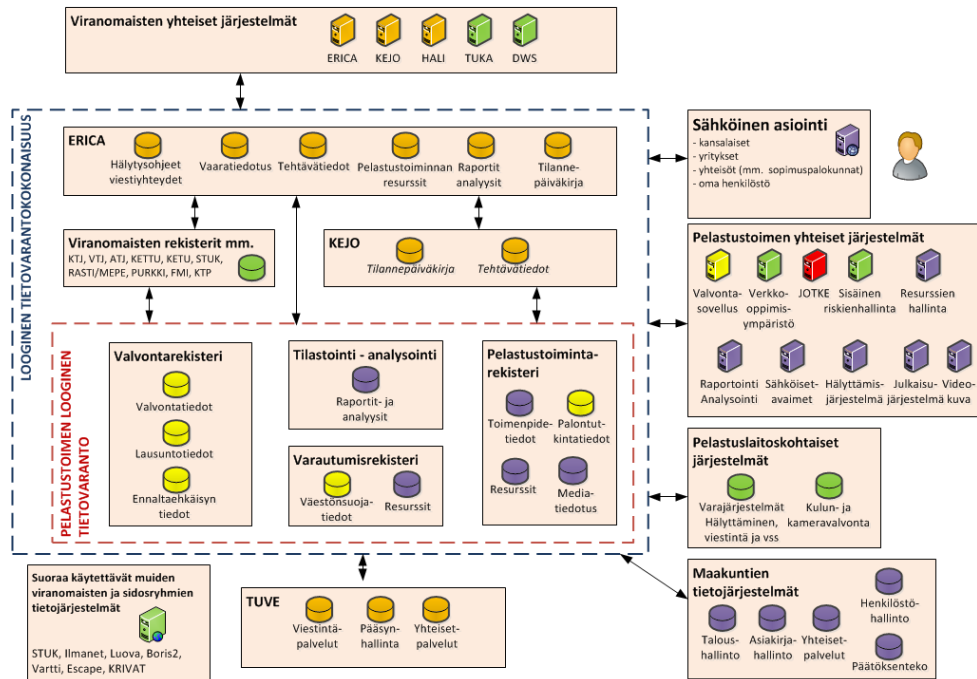 Viranomaisten yhteiset järjestelmät
ERICA
KEJO
HALI
TUKA
DWS
LOOGINEN TIETOVARANTOKOKONAISUUS
ERICA
Hälytysohjeet
viestiyhteydet
Vaaratiedotus
Tehtävätiedot
Pelastustoiminnan
resurssit
Raportit
analyysit
Tilanne-
päiväkirja
Viranomaisten rekisterit mm.
KTJ, VTJ, ATJ, KETTU, KETU, STUK,
RASTI/MEPE, PURKKI, FMI, KTP
KEJO
Tilannepäiväkirja
Tehtävätiedot
PELASTUSTOIMEN LOOGINEN
TIETOVARANTO
Valvontarekisteri
Valvontatiedot
Lausuntotiedot
Ennaltaehkäisyn
tiedot
Tilastointi - analysointi
Raportit- ja
analyysit
Varautumisrekisteri
Väestönsuoja-
tiedot
Resurssit
Pelastustoiminta-
rekisteri
Toimenpide-
tiedot
Palontut-
kintatiedot
Resurssit
Media-
tiedotus
Sähköinen asiointi
- kansalaiset
- yritykset
- yhteisöt (mm. sopimuspalokunnat)
- oma henkilöstö
Pelastustoimen yhteiset järjestelmät
Valvonta-
sovellus
Verkko-
oppimis-
ympäristö
JOTKE
Sisäinen
riskienhallinta
Resurssien
hallinta
Raportointi
Analysointi
Sähköiset-
avaimet
Hälyttämis-
järjestelmä
Julkaisu-
järjestelmä
Video-
kuva
Pelastuslaitoskohtaiset
järjestelmät
Varajärjestelmät
Hälyttäminen,
viestintä ja vss
Kulun- ja
kameravalvonta
Maakuntien
tietojärjestelmät
Talous-
hallinto
Asiakirja-
hallinto
Yhteiset-
palvelut
Henkilöstö-
hallinto
Päätöksenteko
Suoraa käytettävät muiden
viranomaisten ja sidosryhmien
tietojärjestelmät
STUK, Ilmanet, Luova, Boris2,
Vartti, Escape, KRIVAT
TUVE
Viestintä-
palvelut
Pääsyn-
hallinta
Yhteiset-
palvelut